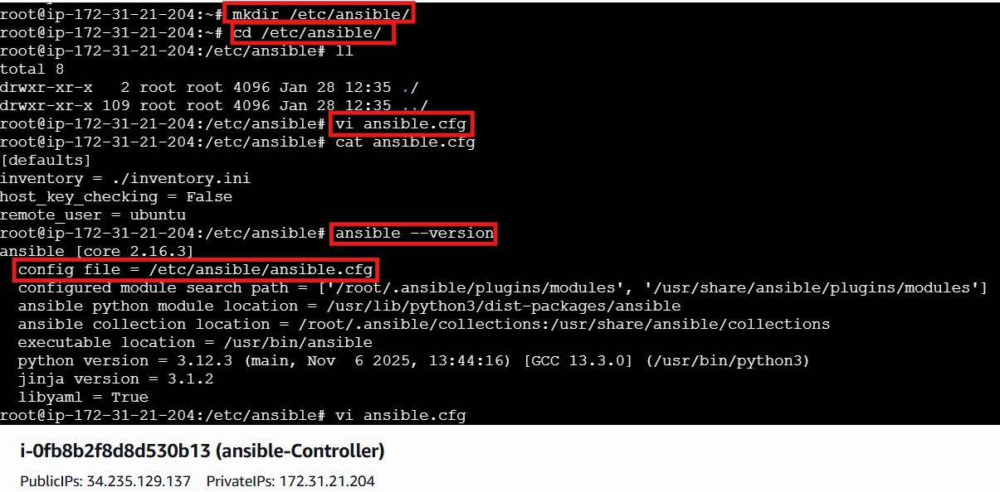 root@ip-172-31-21-204:~# mkdir /etc/ansible/
root@ip-172-31-21-204:~# cd /etc/ansible/
root@ip-172-31-21-204:/etc/ansible# ll
total 8
drwxr-xr-x   2 root root 4096 Jan 28 12:35 ./
drwxr-xr-x 109 root root 4096 Jan 28 12:35 ../
root@ip-172-31-21-204:/etc/ansible# vi ansible.cfg
root@ip-172-31-21-204:/etc/ansible# cat ansible.cfg
[defaults]
inventory = ./inventory.ini
host_key_checking = False
remote_user = ubuntu
root@ip-172-31-21-204:/etc/ansible# ansible --version
ansible [core 2.16.3]
  config file = /etc/ansible/ansible.cfg
  configured module search path = ['/root/.ansible/plugins/modules', '/usr/share/ansible/plugins/modules']
  ansible python module location = /usr/lib/python3/dist-packages/ansible
  ansible collection location = /root/.ansible/collections:/usr/share/ansible/collections
  executable location = /usr/bin/ansible
  python version = 3.12.3 (main, Nov  6 2025, 13:44:16) [GCC 13.3.0] (/usr/bin/python3)
  jinja version = 3.1.2
  libyaml = True
root@ip-172-31-21-204:/etc/ansible# vi ansible.cfg
i-0fb8b2f8d8d530b13 (ansible-Controller)
PublicIPs: 34.235.129.137 PrivateIPs: 172.31.21.204